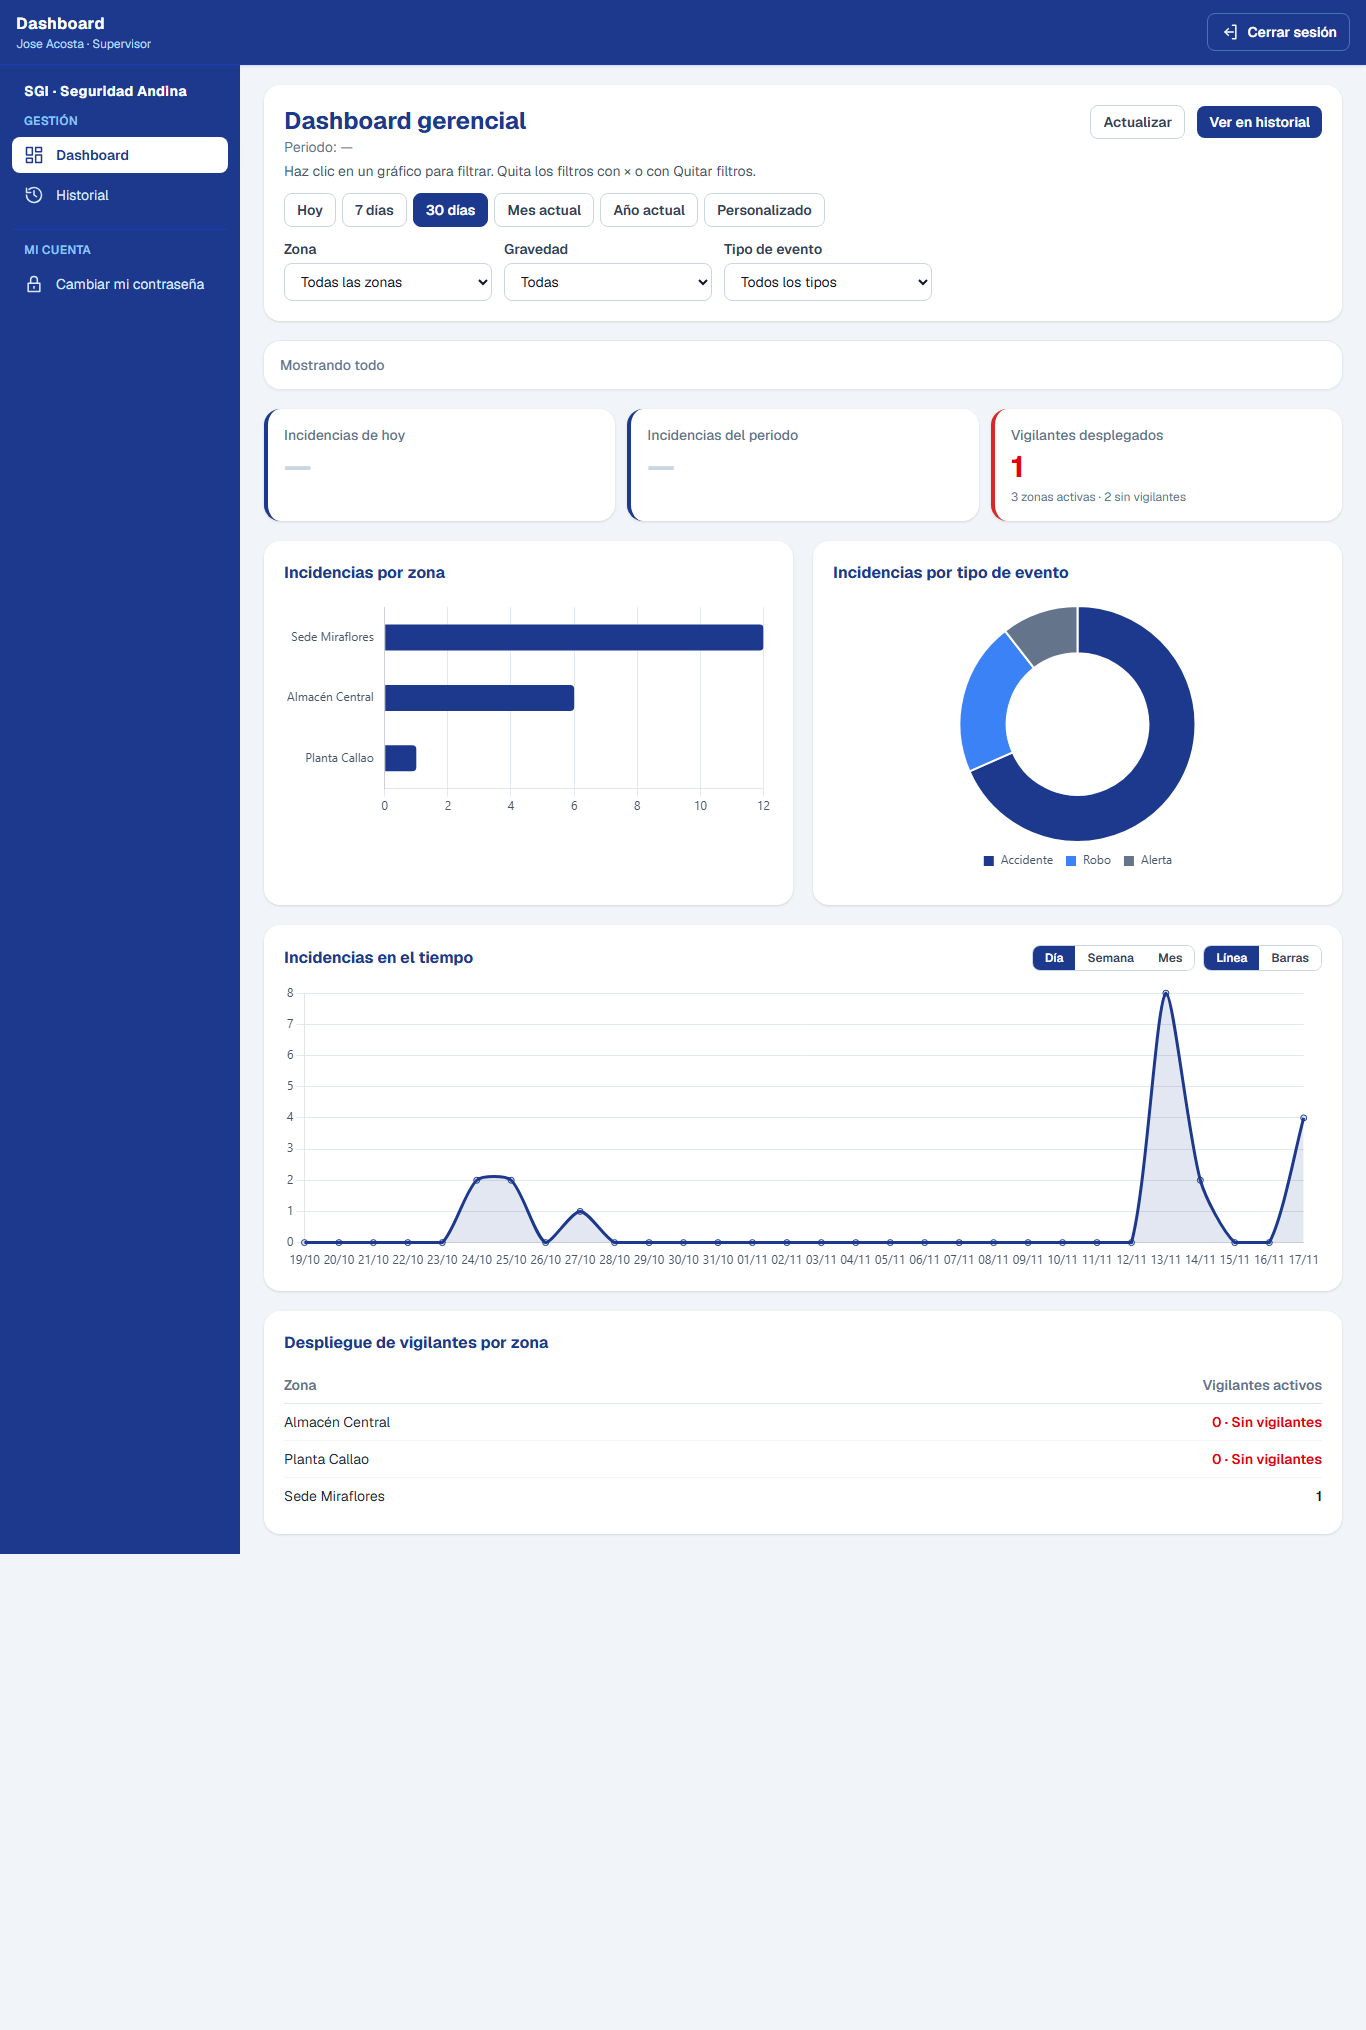 Dashboard
Jose Acosta · Supervisor
Cerrar sesión
SGI · Seguridad Andina
GESTIÓN
Dashboard
Historial
MI CUENTA
Cambiar mi contraseña
Dashboard gerencial
Actualizar
Ver en historial
Periodo: —
Haz clic en un gráfico para filtrar. Quita los filtros con × o con Quitar filtros.
Hoy 7 días 30 días Mes actual Año actual Personalizado
Zona Gravedad Tipo de evento
Todas las zonas Todas Todos los tipos
Mostrando todo
Incidencias de hoy
—
Incidencias del periodo
—
Vigilantes desplegados
1
3 zonas activas · 2 sin vigilantes
Incidencias por zona
Sede Miraflores
Almacén Central
Planta Callao
0 2 4 6 8 10 12
Incidencias por tipo de evento
Accidente Robo Alerta
Incidencias en el tiempo
Día Semana Mes Línea Barras
8
7
6
5
4
3
2
1
0
19/10 20/10 21/10 22/10 23/10 24/10 25/10 26/10 27/10 28/10 29/10 30/10 31/10 01/11 02/11 03/11 04/11 05/11 06/11 07/11 08/11 09/11 10/11 11/11 12/11 13/11 14/11 15/11 16/11 17/11
Despliegue de vigilantes por zona
Zona Vigilantes activos
Almacén Central 0 · Sin vigilantes
Planta Callao 0 · Sin vigilantes
Sede Miraflores 1